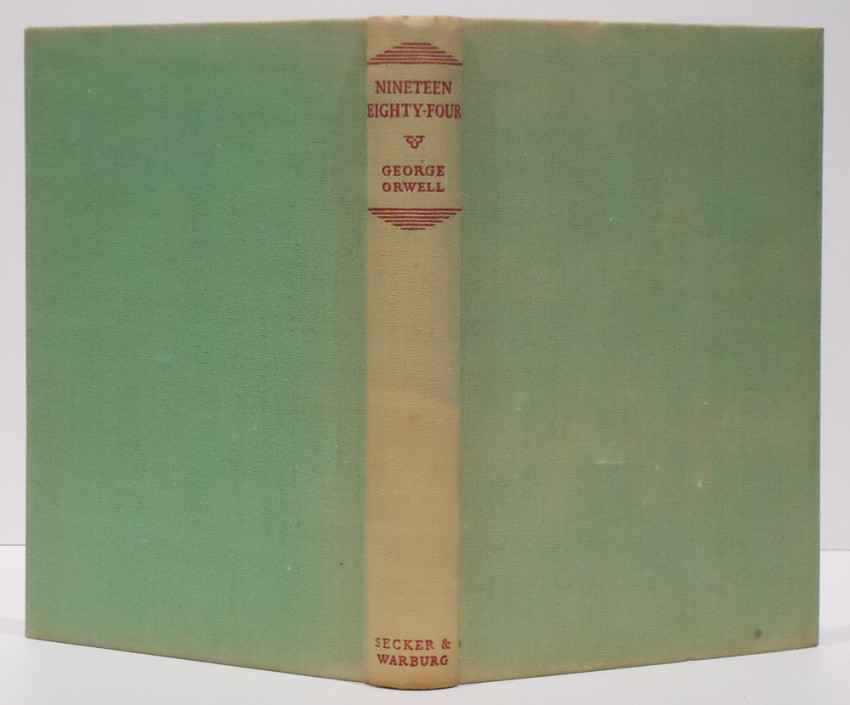 NINETEEN
EIGHTY-FOUR
GEORGE
ORWELL
SECKER &
WARBURG